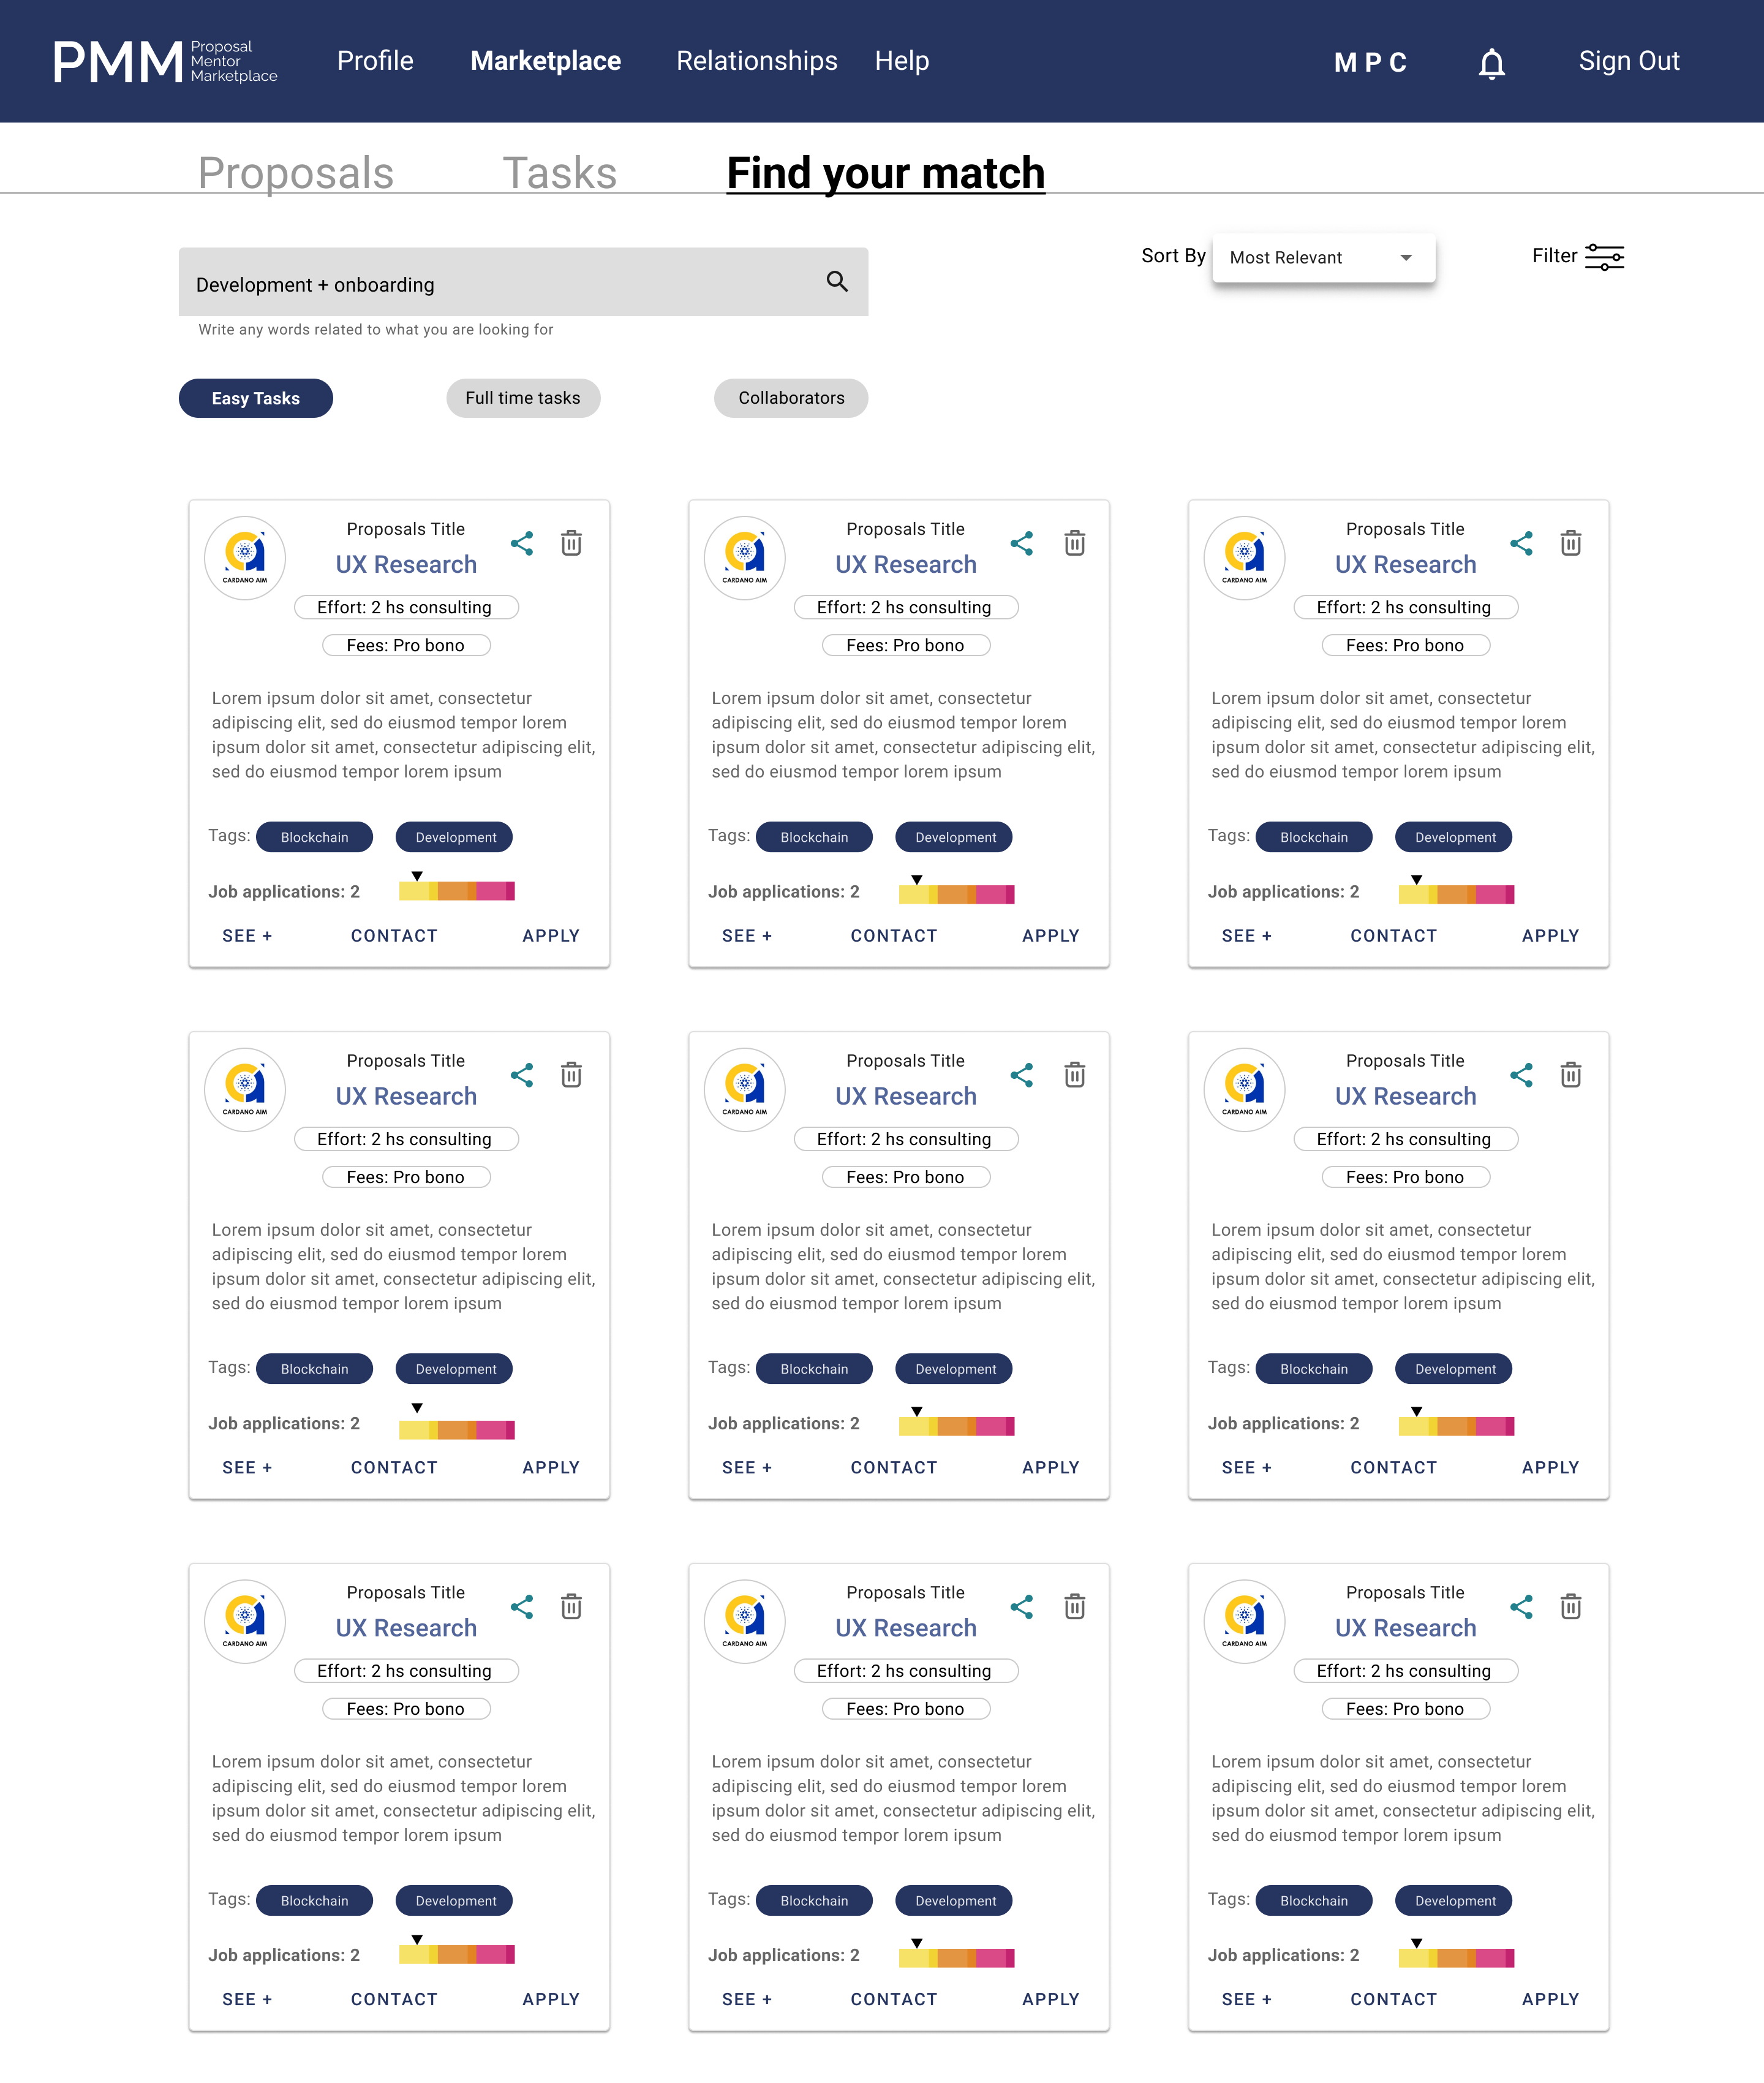 PMM Proposal
Mentor
Marketplace
Profile Marketplace Relationships Help M P C Sign Out
Proposals Tasks Find your match
Development + onboarding
Sort By Most Relevant Filter
Write any words related to what you are looking for
Easy Tasks Full time tasks Collaborators
Proposals Title
UX Research
CARDANO AIM
Effort: 2 hs consulting
Fees: Pro bono
Lorem ipsum dolor sit amet, consectetur
adipiscing elit, sed do eiusmod tempor lorem
ipsum dolor sit amet, consectetur adipiscing elit,
sed do eiusmod tempor lorem ipsum
Tags: Blockchain Development
Job applications: 2
SEE + CONTACT APPLY
Proposals Title
UX Research
CARDANO AIM
Effort: 2 hs consulting
Fees: Pro bono
Lorem ipsum dolor sit amet, consectetur
adipiscing elit, sed do eiusmod tempor lorem
ipsum dolor sit amet, consectetur adipiscing elit,
sed do eiusmod tempor lorem ipsum
Tags: Blockchain Development
Job applications: 2
SEE + CONTACT APPLY
Proposals Title
UX Research
CARDANO AIM
Effort: 2 hs consulting
Fees: Pro bono
Lorem ipsum dolor sit amet, consectetur
adipiscing elit, sed do eiusmod tempor lorem
ipsum dolor sit amet, consectetur adipiscing elit,
sed do eiusmod tempor lorem ipsum
Tags: Blockchain Development
Job applications: 2
SEE + CONTACT APPLY
Proposals Title
UX Research
CARDANO AIM
Effort: 2 hs consulting
Fees: Pro bono
Lorem ipsum dolor sit amet, consectetur
adipiscing elit, sed do eiusmod tempor lorem
ipsum dolor sit amet, consectetur adipiscing elit,
sed do eiusmod tempor lorem ipsum
Tags: Blockchain Development
Job applications: 2
SEE + CONTACT APPLY
Proposals Title
UX Research
CARDANO AIM
Effort: 2 hs consulting
Fees: Pro bono
Lorem ipsum dolor sit amet, consectetur
adipiscing elit, sed do eiusmod tempor lorem
ipsum dolor sit amet, consectetur adipiscing elit,
sed do eiusmod tempor lorem ipsum
Tags: Blockchain Development
Job applications: 2
SEE + CONTACT APPLY
Proposals Title
UX Research
CARDANO AIM
Effort: 2 hs consulting
Fees: Pro bono
Lorem ipsum dolor sit amet, consectetur
adipiscing elit, sed do eiusmod tempor lorem
ipsum dolor sit amet, consectetur adipiscing elit,
sed do eiusmod tempor lorem ipsum
Tags: Blockchain Development
Job applications: 2
SEE + CONTACT APPLY
Proposals Title
UX Research
CARDANO AIM
Effort: 2 hs consulting
Fees: Pro bono
Lorem ipsum dolor sit amet, consectetur
adipiscing elit, sed do eiusmod tempor lorem
ipsum dolor sit amet, consectetur adipiscing elit,
sed do eiusmod tempor lorem ipsum
Tags: Blockchain Development
Job applications: 2
SEE + CONTACT APPLY
Proposals Title
UX Research
CARDANO AIM
Effort: 2 hs consulting
Fees: Pro bono
Lorem ipsum dolor sit amet, consectetur
adipiscing elit, sed do eiusmod tempor lorem
ipsum dolor sit amet, consectetur adipiscing elit,
sed do eiusmod tempor lorem ipsum
Tags: Blockchain Development
Job applications: 2
SEE + CONTACT APPLY
Proposals Title
UX Research
CARDANO AIM
Effort: 2 hs consulting
Fees: Pro bono
Lorem ipsum dolor sit amet, consectetur
adipiscing elit, sed do eiusmod tempor lorem
ipsum dolor sit amet, consectetur adipiscing elit,
sed do eiusmod tempor lorem ipsum
Tags: Blockchain Development
Job applications: 2
SEE + CONTACT APPLY